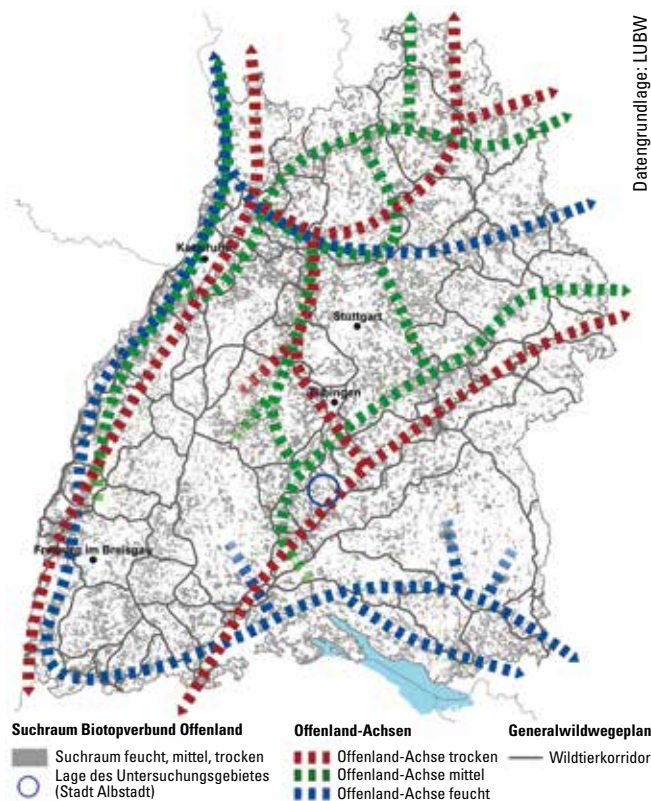 Datengrundlage: LUBW
Karlsruhe
Stuttgart
Tübingen
Freiburg im Breisgau
Suchraum Biotopverbund Offenland
Suchraum feucht, mittel, trocken
Lage des Untersuchungsgebietes
(Stadt Albstadt)
Offenland-Achsen
Offenland-Achse trocken
Offenland-Achse mittel
Offenland-Achse feucht
Generalwildwegeplan
Wildtierkorridor